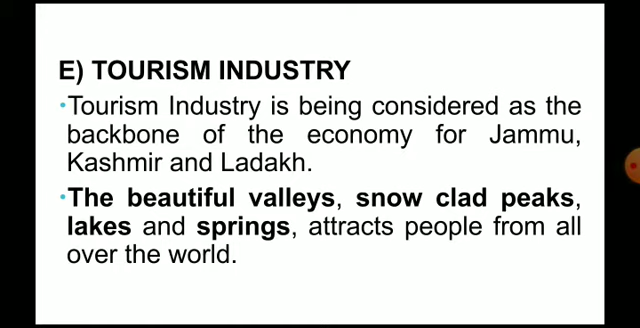 E) TOURISM INDUSTRY
•Tourism Industry is being considered as the
backbone of the economy for Jammu,
Kashmir and Ladakh.
•The beautiful valleys, snow clad peaks,
lakes and springs, attracts people from all
over the world.